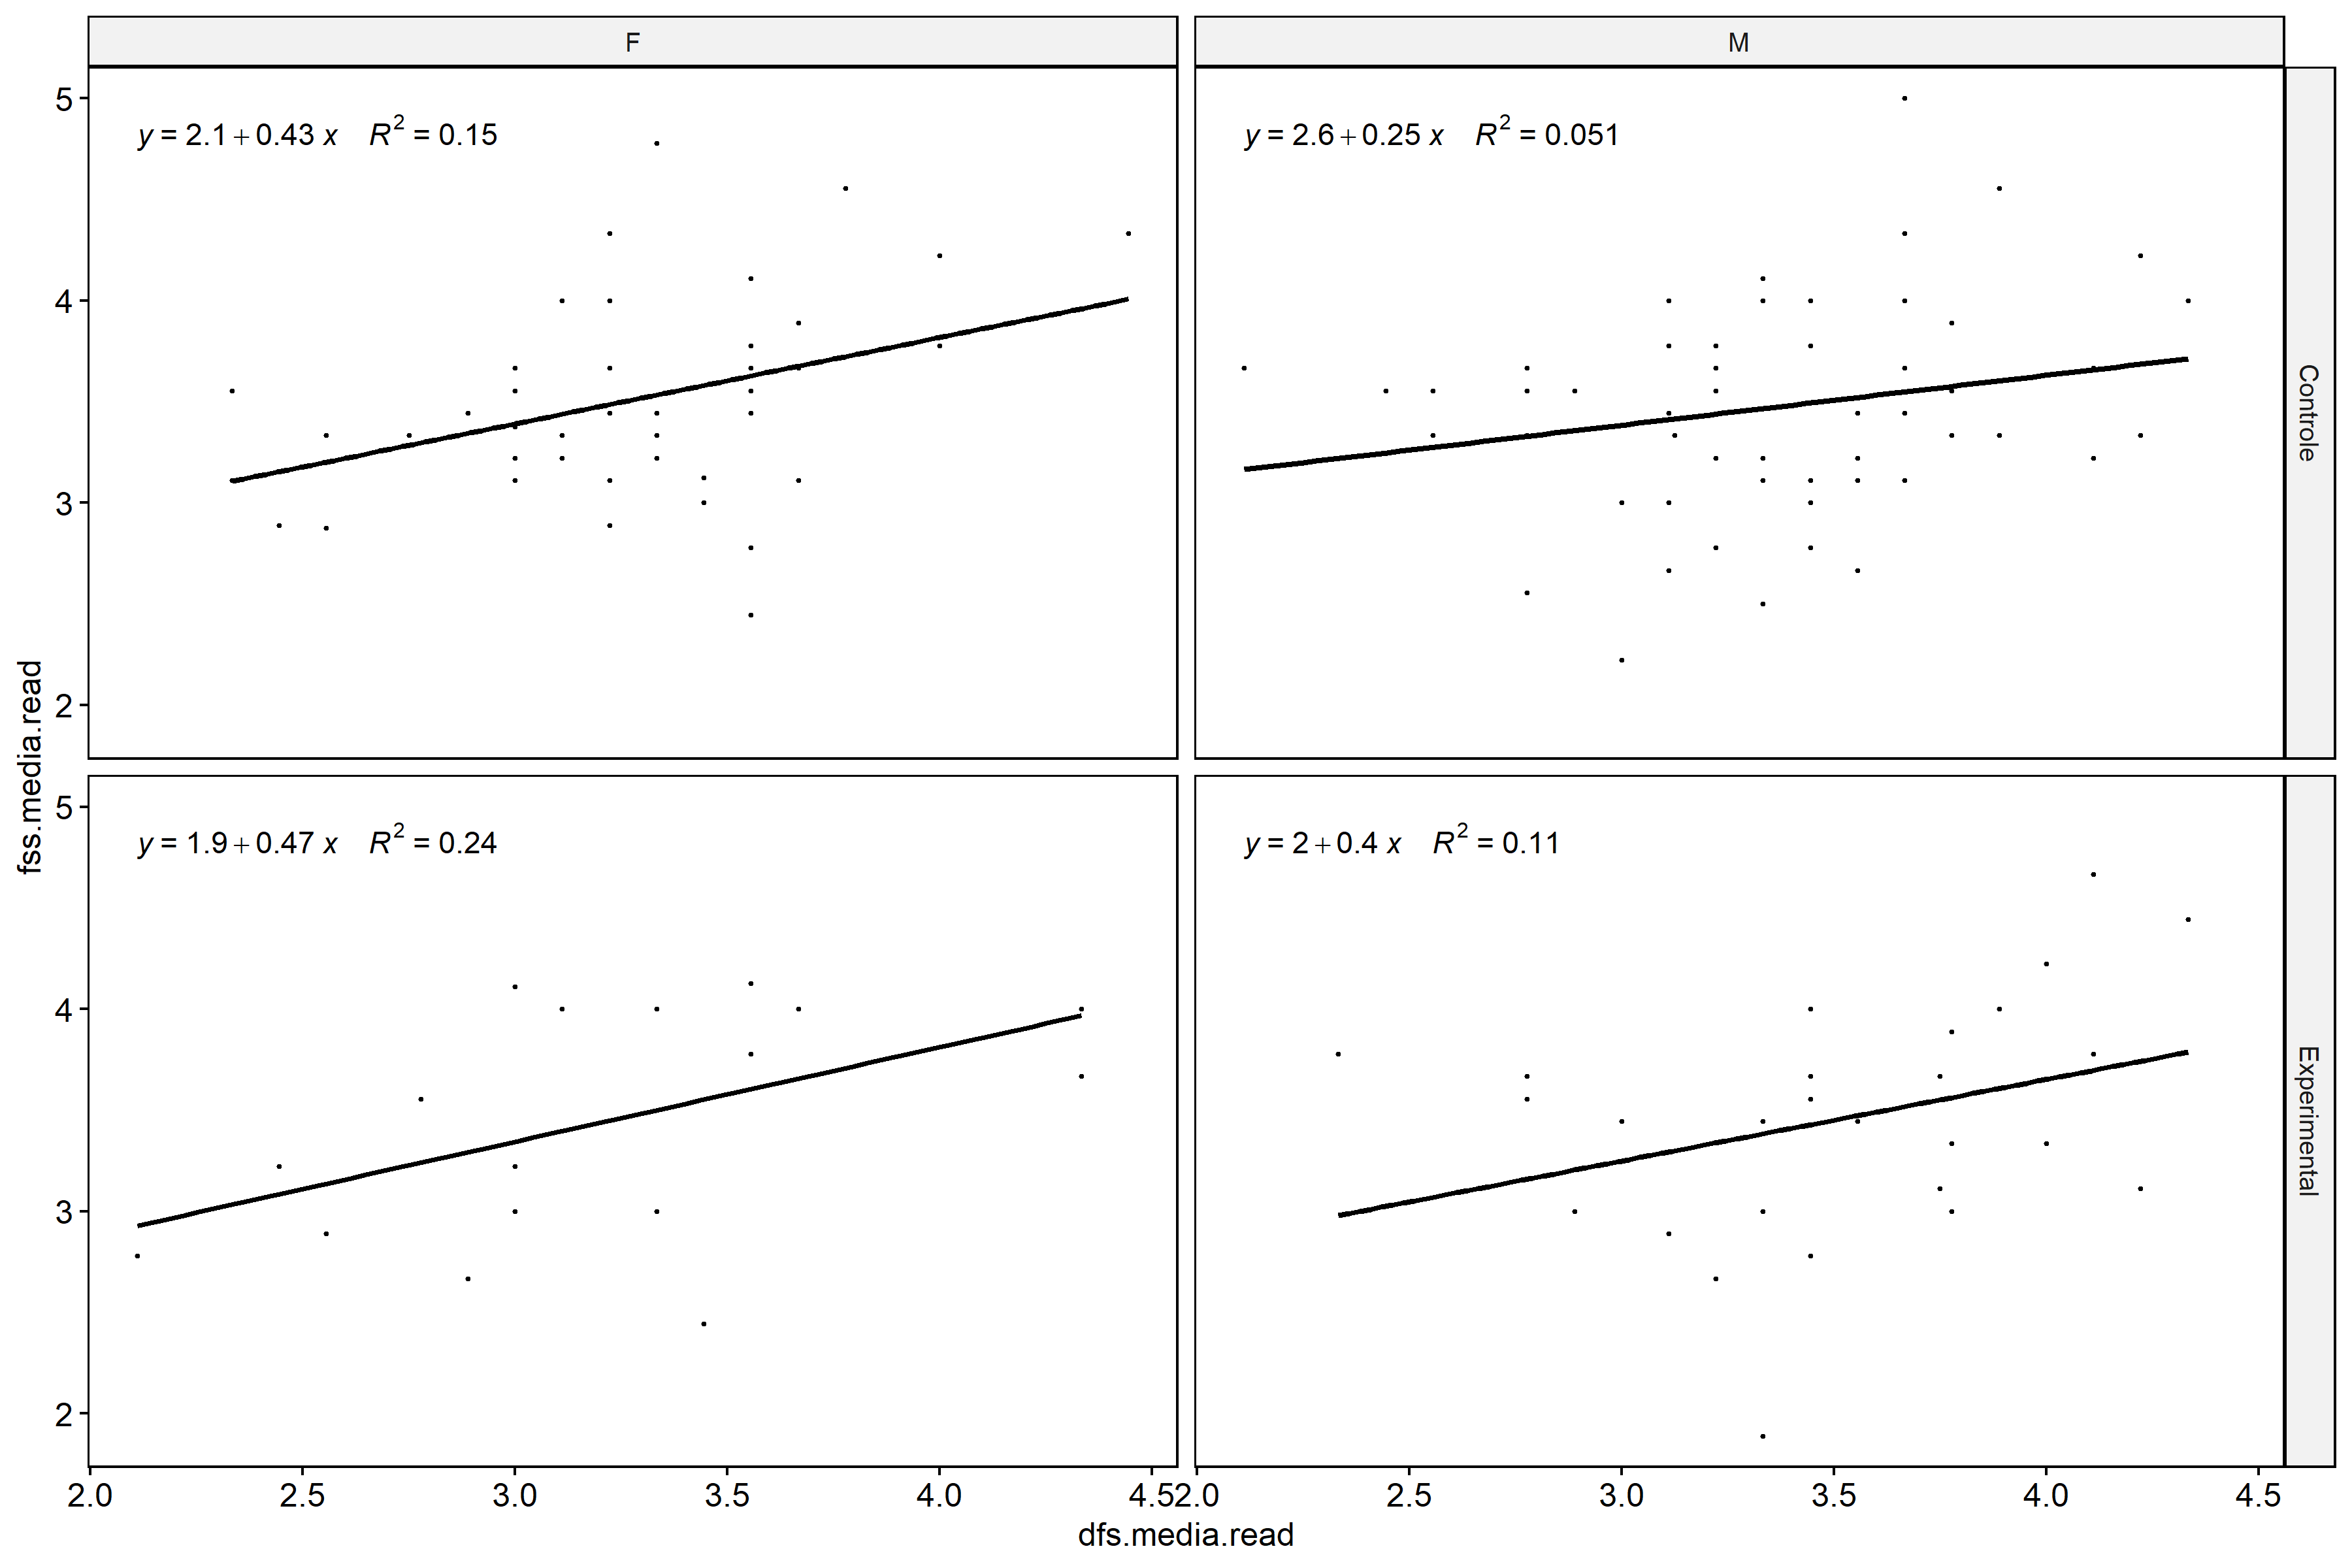 F M
5
y = 2.1 + 0.43 x R² = 0.15
y = 2.6 + 0.25 x R² = 0.051
4
3
2
Controle
fss.media.read
5
y = 1.9 + 0.47 x R² = 0.24
y = 2 + 0.4 x R² = 0.11
4
3
2
Experimental
2.0 2.5 3.0 3.5 4.0 4.5 2.0 2.5 3.0 3.5 4.0 4.5
dfs.media.read